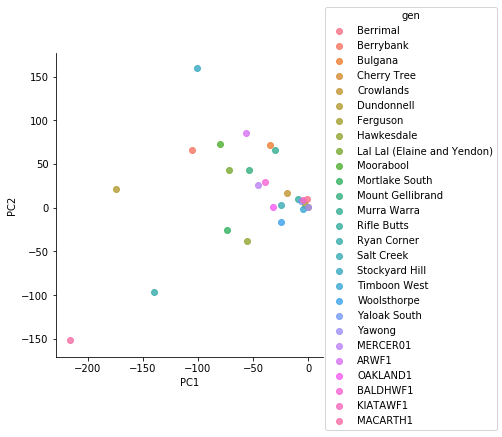 gen
Berrimal
Berrybank
Bulgana
Cherry Tree
Crowlands
Dundonnell
Ferguson
Hawkesdale
Lal Lal (Elaine and Yendon)
Moorabool
Mortlake South
Mount Gellibrand
Murra Warra
Rifle Butts
Ryan Corner
Salt Creek
Stockyard Hill
Timboon West
Woolsthorpe
Yaloak South
Yawong
MERCER01
ARWF1
OAKLAND1
BALDHWF1
KIATAWF1
MACARTH1
150
100
50
0
−50
−100
−150
PC2
−200 −150 −100 −50 0
PC1